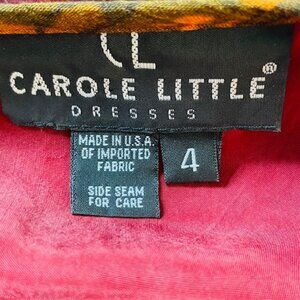 CL
CAROLE LITTLE®
DRESSES
MADE IN U.S.A.
OF IMPORTED
FABRIC
SIDE SEAM
FOR CARE
4